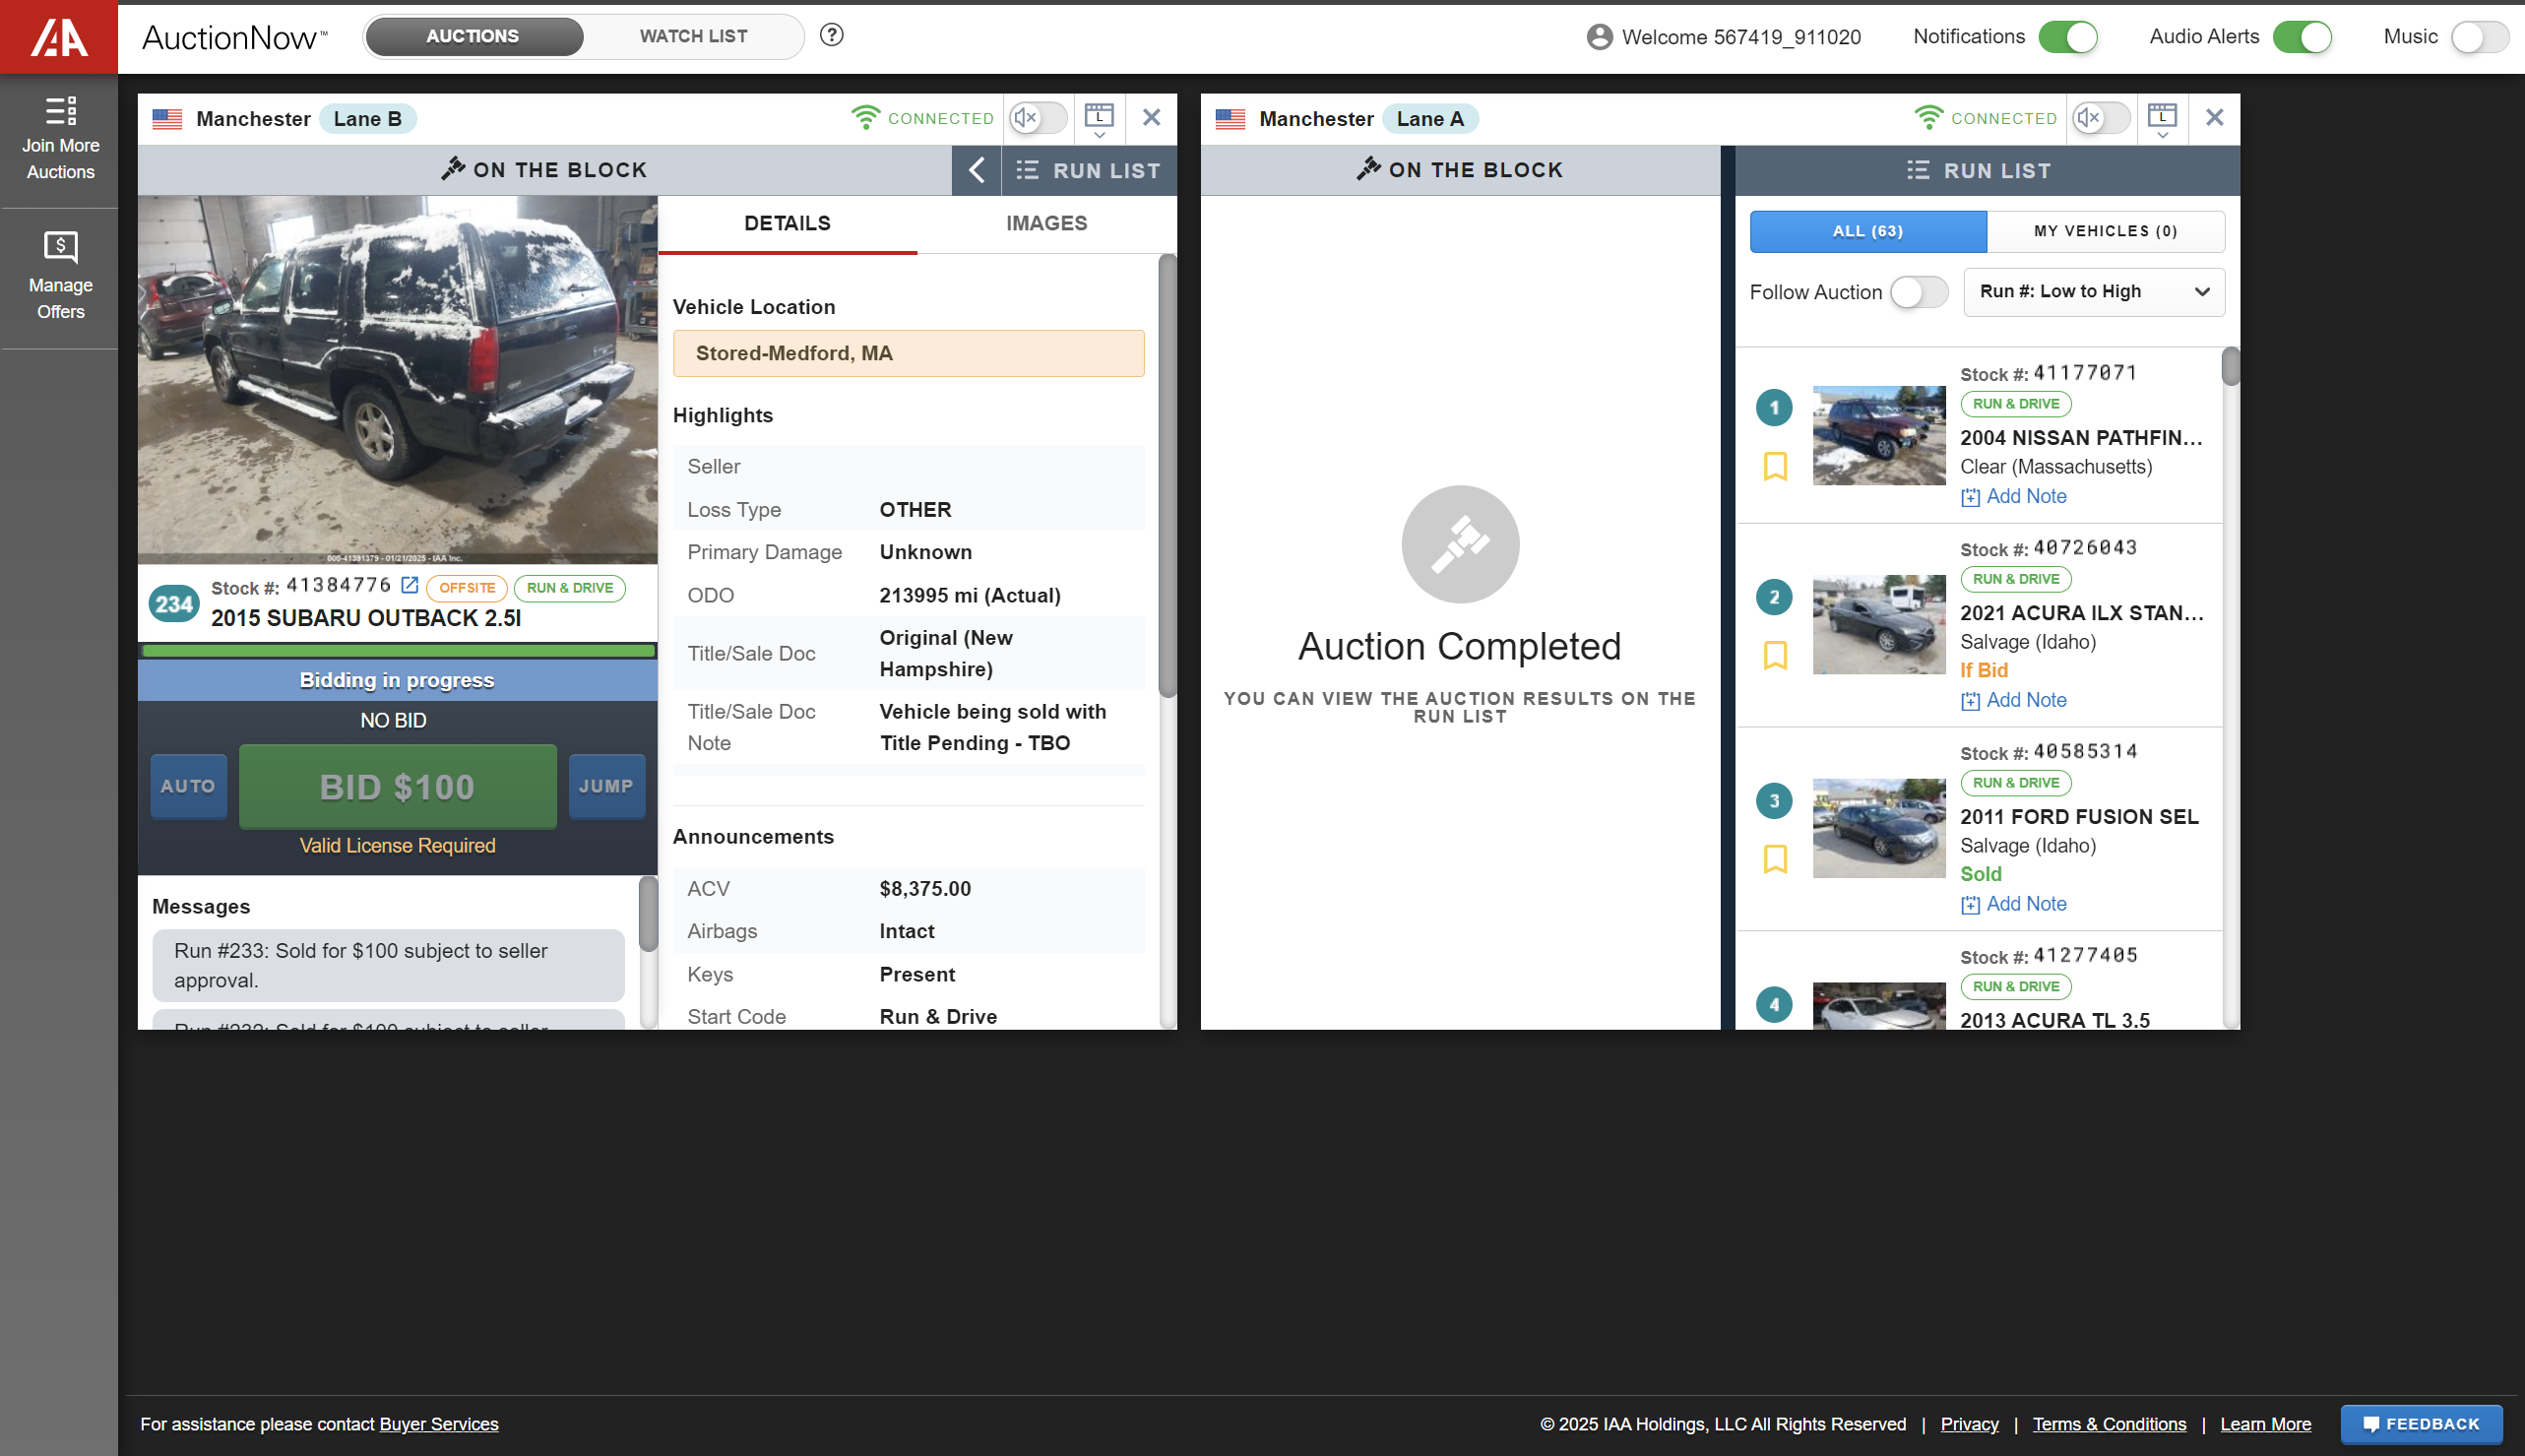 IAA
AuctionNow™
AUCTIONS
WATCH LIST
?
Welcome 567419_911020
Notifications
Audio Alerts
Music
Join More
Auctions
Manage
Offers
Manchester
Lane B
CONNECTED
L
ON THE BLOCK
RUN LIST
000-41391379 - 01/21/2025 - IAA Inc.
234
Stock #: 41384776
OFFSITE
RUN & DRIVE
2015 SUBARU OUTBACK 2.5I
Bidding in progress
NO BID
AUTO
BID $100
JUMP
Valid License Required
Messages
Run #233: Sold for $100 subject to seller
approval.
Run #232: Sold for $100 subject to seller
DETAILS
IMAGES
Vehicle Location
Stored-Medford, MA
Highlights
Seller
Loss Type OTHER
Primary Damage Unknown
ODO 213995 mi (Actual)
Title/Sale Doc Original (New
Hampshire)
Title/Sale Doc Vehicle being sold with
Note Title Pending - TBO
Announcements
ACV $8,375.00
Airbags Intact
Keys Present
Start Code Run & Drive
Manchester
Lane A
CONNECTED
L
ON THE BLOCK
RUN LIST
Auction Completed
YOU CAN VIEW THE AUCTION RESULTS ON THE
RUN LIST
ALL (63)
MY VEHICLES (0)
Follow Auction
Run #: Low to High
1
Stock #: 41177071
RUN & DRIVE
2004 NISSAN PATHFIN...
Clear (Massachusetts)
Add Note
2
Stock #: 40726043
RUN & DRIVE
2021 ACURA ILX STAN...
Salvage (Idaho)
If Bid
Add Note
3
Stock #: 40585314
RUN & DRIVE
2011 FORD FUSION SEL
Salvage (Idaho)
Sold
Add Note
4
Stock #: 41277405
RUN & DRIVE
2013 ACURA TL 3.5
For assistance please contact Buyer Services
© 2025 IAA Holdings, LLC All Rights Reserved | Privacy | Terms & Conditions | Learn More
FEEDBACK